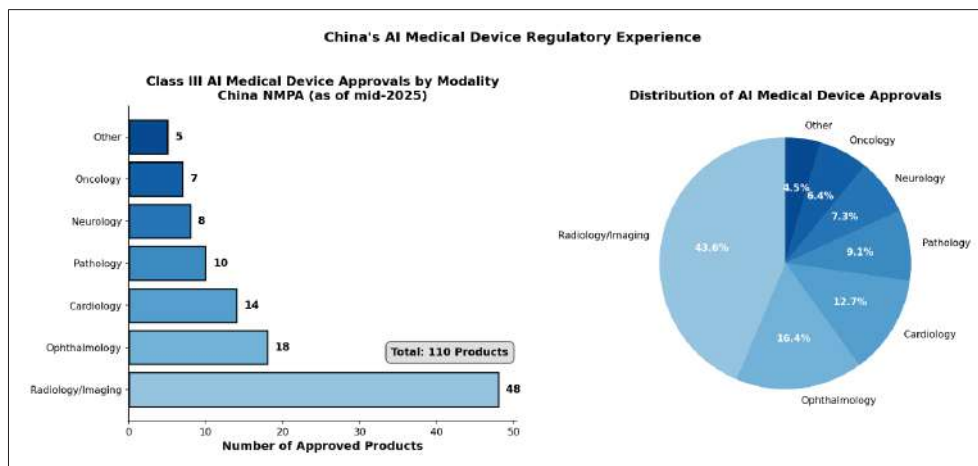 China's AI Medical Device Regulatory Experience
Class III AI Medical Device Approvals by Modality
China NMPA (as of mid-2025)
Other
5
Oncology
7
Neurology
8
Pathology
10
Cardiology
14
Ophthalmology
18
Total: 110 Products
Radiology/Imaging
48
0
10
20
30
40
50
Number of Approved Products
Distribution of AI Medical Device Approvals
Other
Oncology
Neurology
Pathology
Cardiology
Ophthalmology
Radiology/Imaging
4.5%
6.4%
7.3%
9.1%
12.7%
16.4%
43.6%